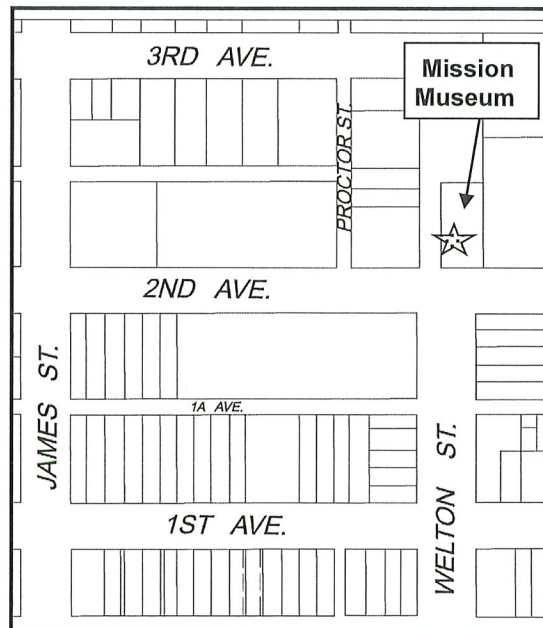 3RD AVE.
Mission
Museum
PROCTOR ST.
2ND AVE.
JAMES ST.
1A AVE.
WELTON ST.
1ST AVE.